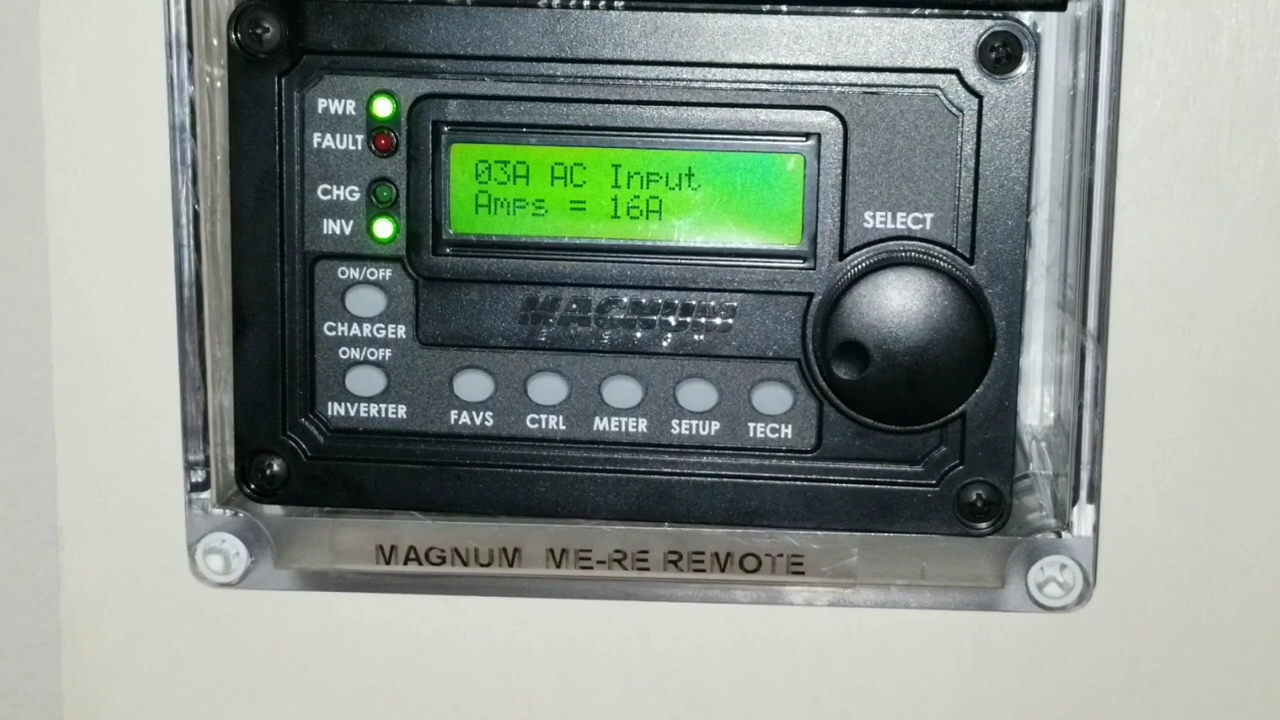 PWR
FAULT
CHG
INV
03A AC Input
Amps = 16A
SELECT
ON/OFF
CHARGER
ON/OFF
INVERTER
MAGNUM
FAVS
CTRL
METER
SETUP
TECH
MAGNUM ME-RE REMOTE